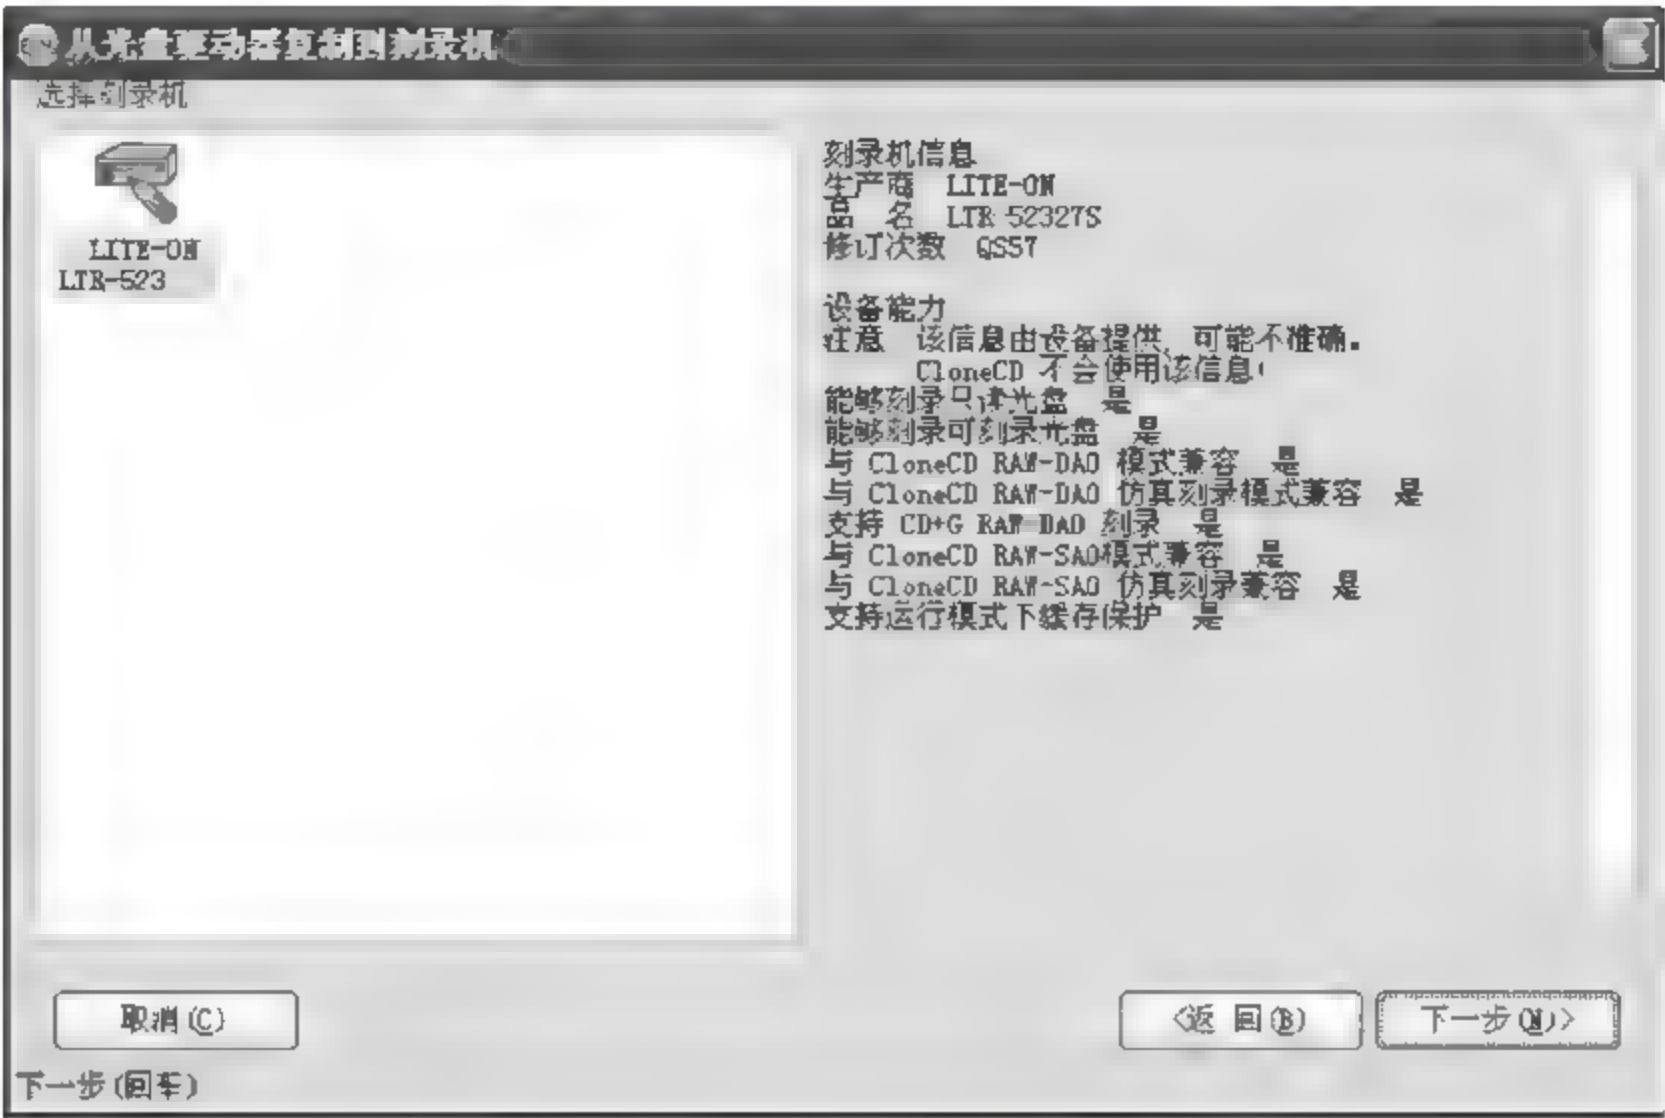 从光盘驱动器复制到刻录机
选择刻录机
LITE-ON
LTR-523
刻录机信息
生产商 LITE-ON
品 名 LTR-52327S
修订次数 QS57
设备能力
注意 该信息由设备提供, 可能不准确.
CloneCD 不会使用该信息!
能够刻录只读光盘 是
能够刻录可刻录光盘 是
与 CloneCD RAW-DAO 模式兼容 是
与 CloneCD RAW-DAO 仿真刻录模式兼容 是
支持 CD+G RAW-DAO 刻录 是
与 CloneCD RAW-SAO模式兼容 是
与 CloneCD RAW-SAO 仿真刻录兼容 是
支持运行模式下缓存保护 是
取消(C)
<返 回(B)
下一步(N)>
下一步(回车)